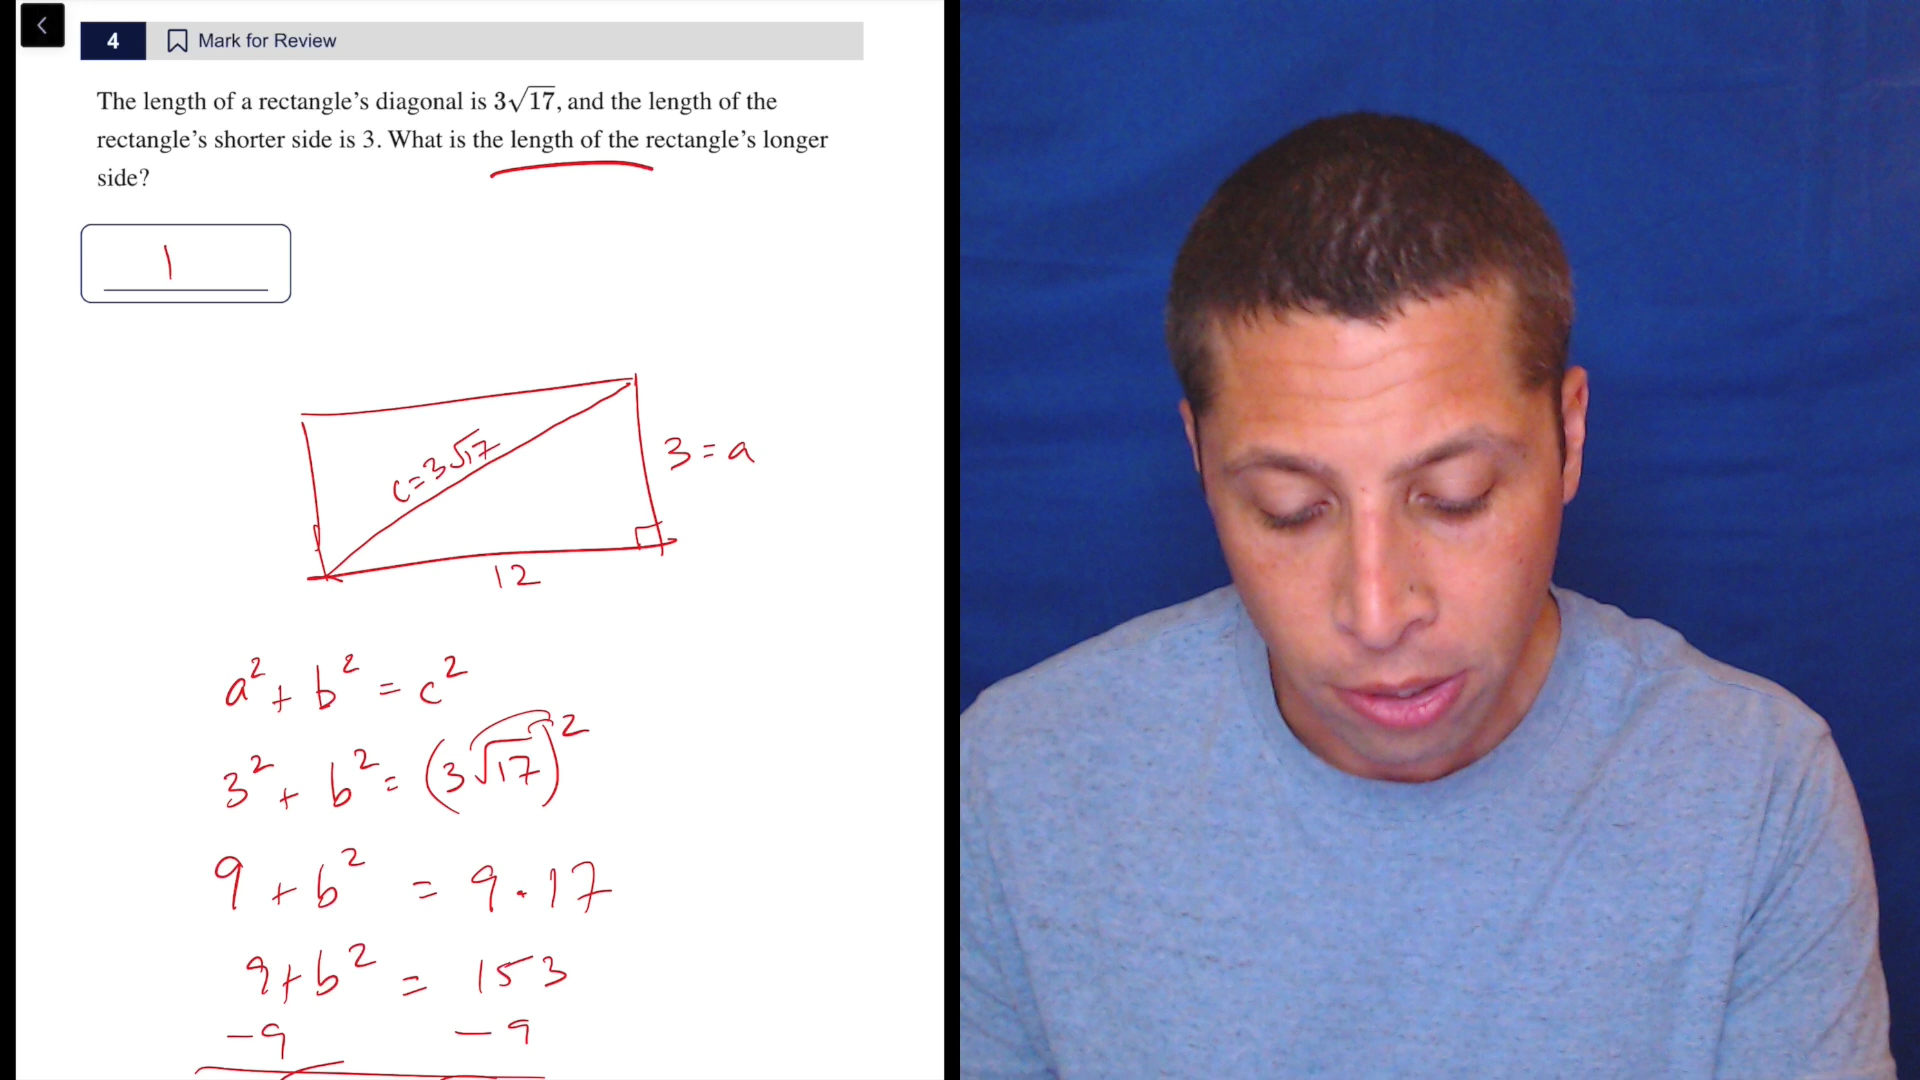 4 Mark for Review
The length of a rectangle’s diagonal is 3√17, and the length of the
rectangle’s shorter side is 3. What is the length of the rectangle’s longer
side?
1
c=3√17
3 = a
12
a² + b² = c²
3² + b² = (3√17)²
9 + b² = 9·17
9+b² = 153
-9 -9